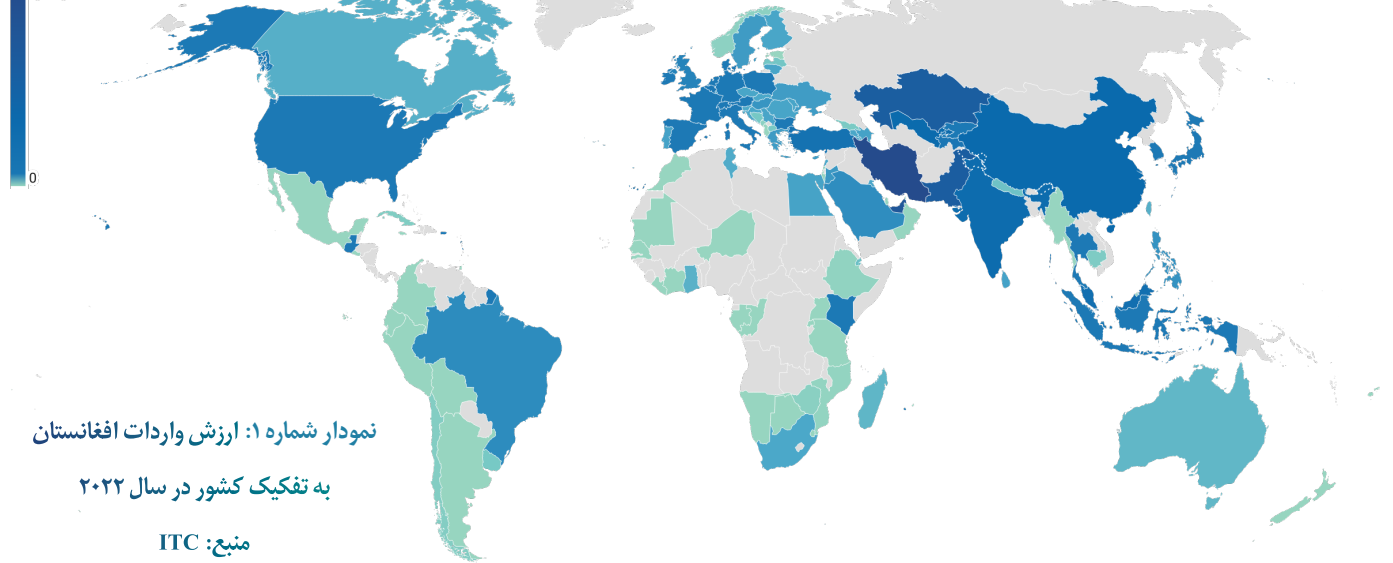 0
نمودار شماره ۱: ارزش واردات افغانستان
به تفکیک کشور در سال ۲۰۲۲
منبع: ITC